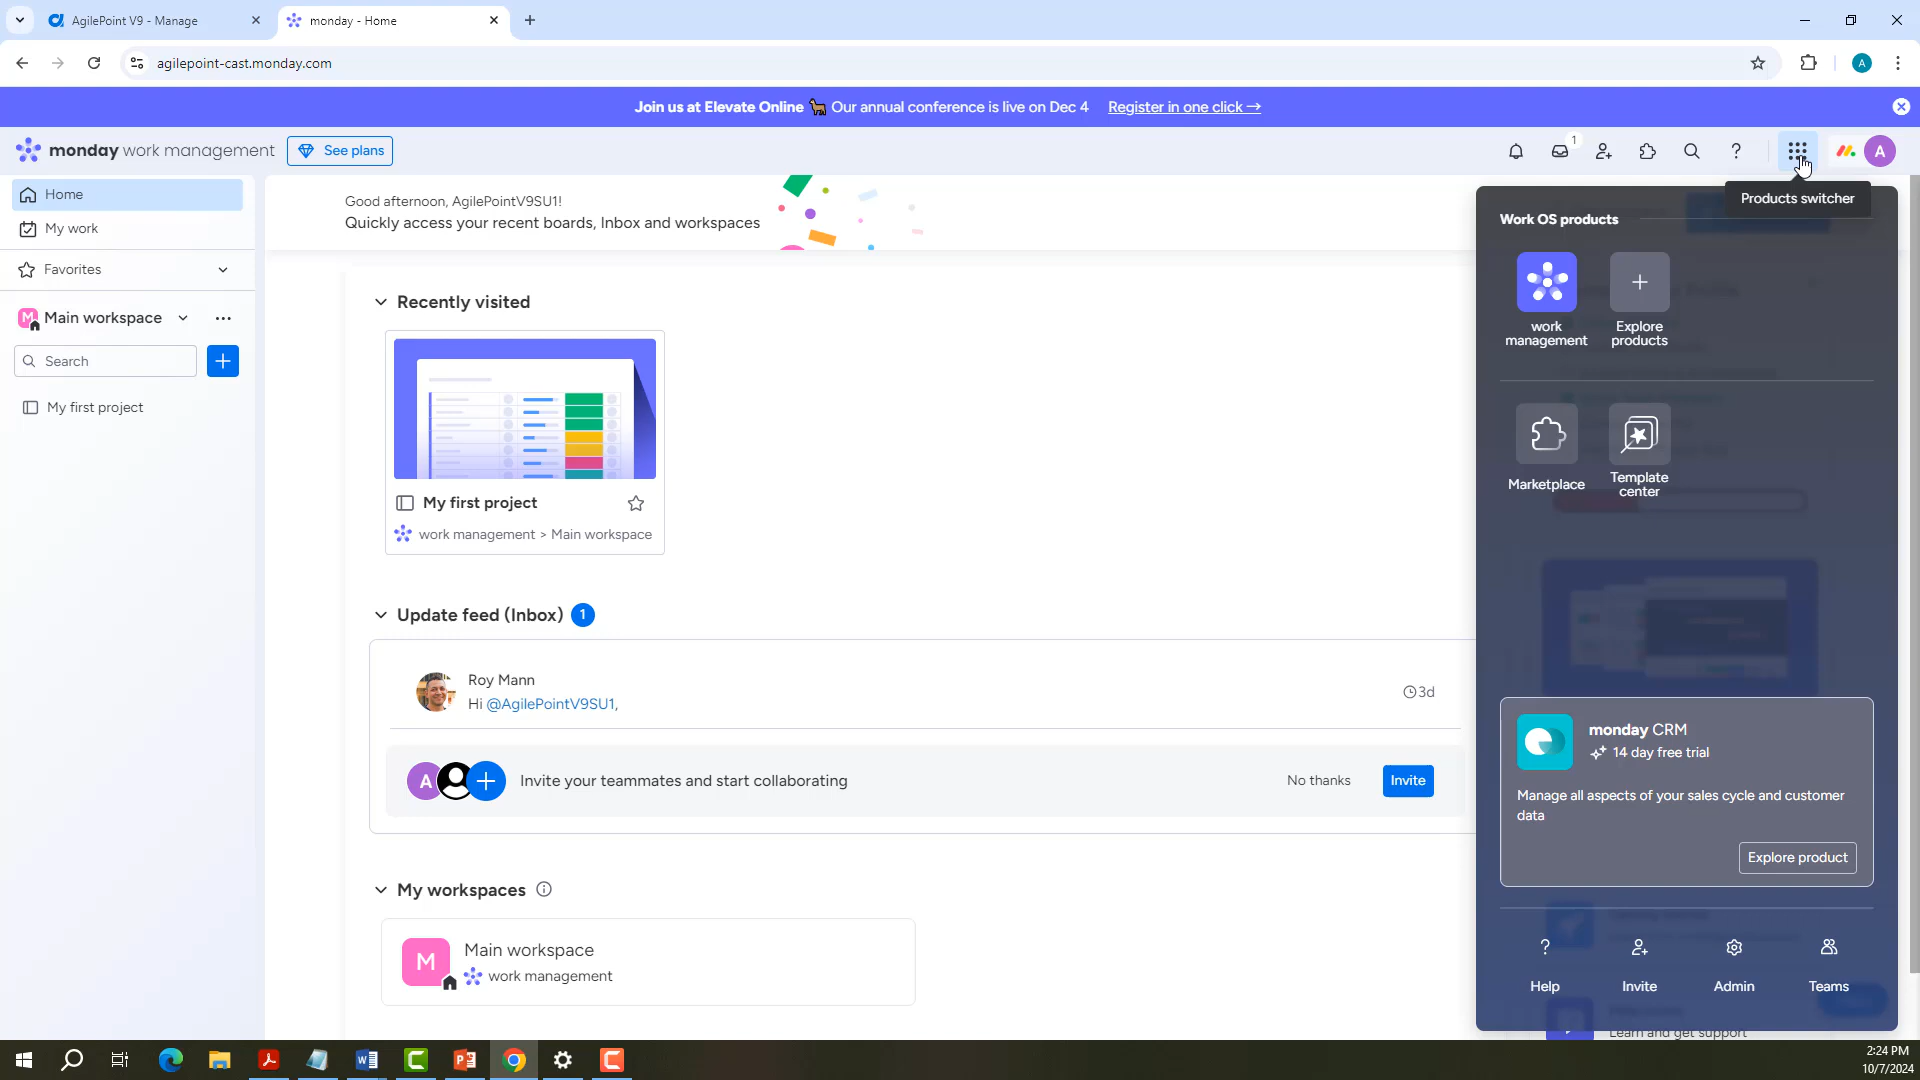 AgilePoint V9 - Manage
monday - Home
agilepoint-cast.monday.com
A
Join us at Elevate Online 🦙 Our annual conference is live on Dec 4 Register in one click →
monday work management
See plans
1
A
Home
My work
Favorites
M Main workspace
Search
My first project
Good afternoon, AgilePointV9SU1!
Quickly access your recent boards, Inbox and workspaces
Recently visited
My first project
work management > Main workspace
Update feed (Inbox) 1
Roy Mann
Hi @AgilePointV9SU1,
3d
A
Invite your teammates and start collaborating
No thanks
Invite
My workspaces
M
Main workspace
work management
Products switcher
Work OS products
work
management
Explore
products
Marketplace
Template
center
monday CRM
14 day free trial
Manage all aspects of your sales cycle and customer
data
Explore product
Help
Invite
Admin
Teams
Learn and get support
2:24 PM
10/7/2024